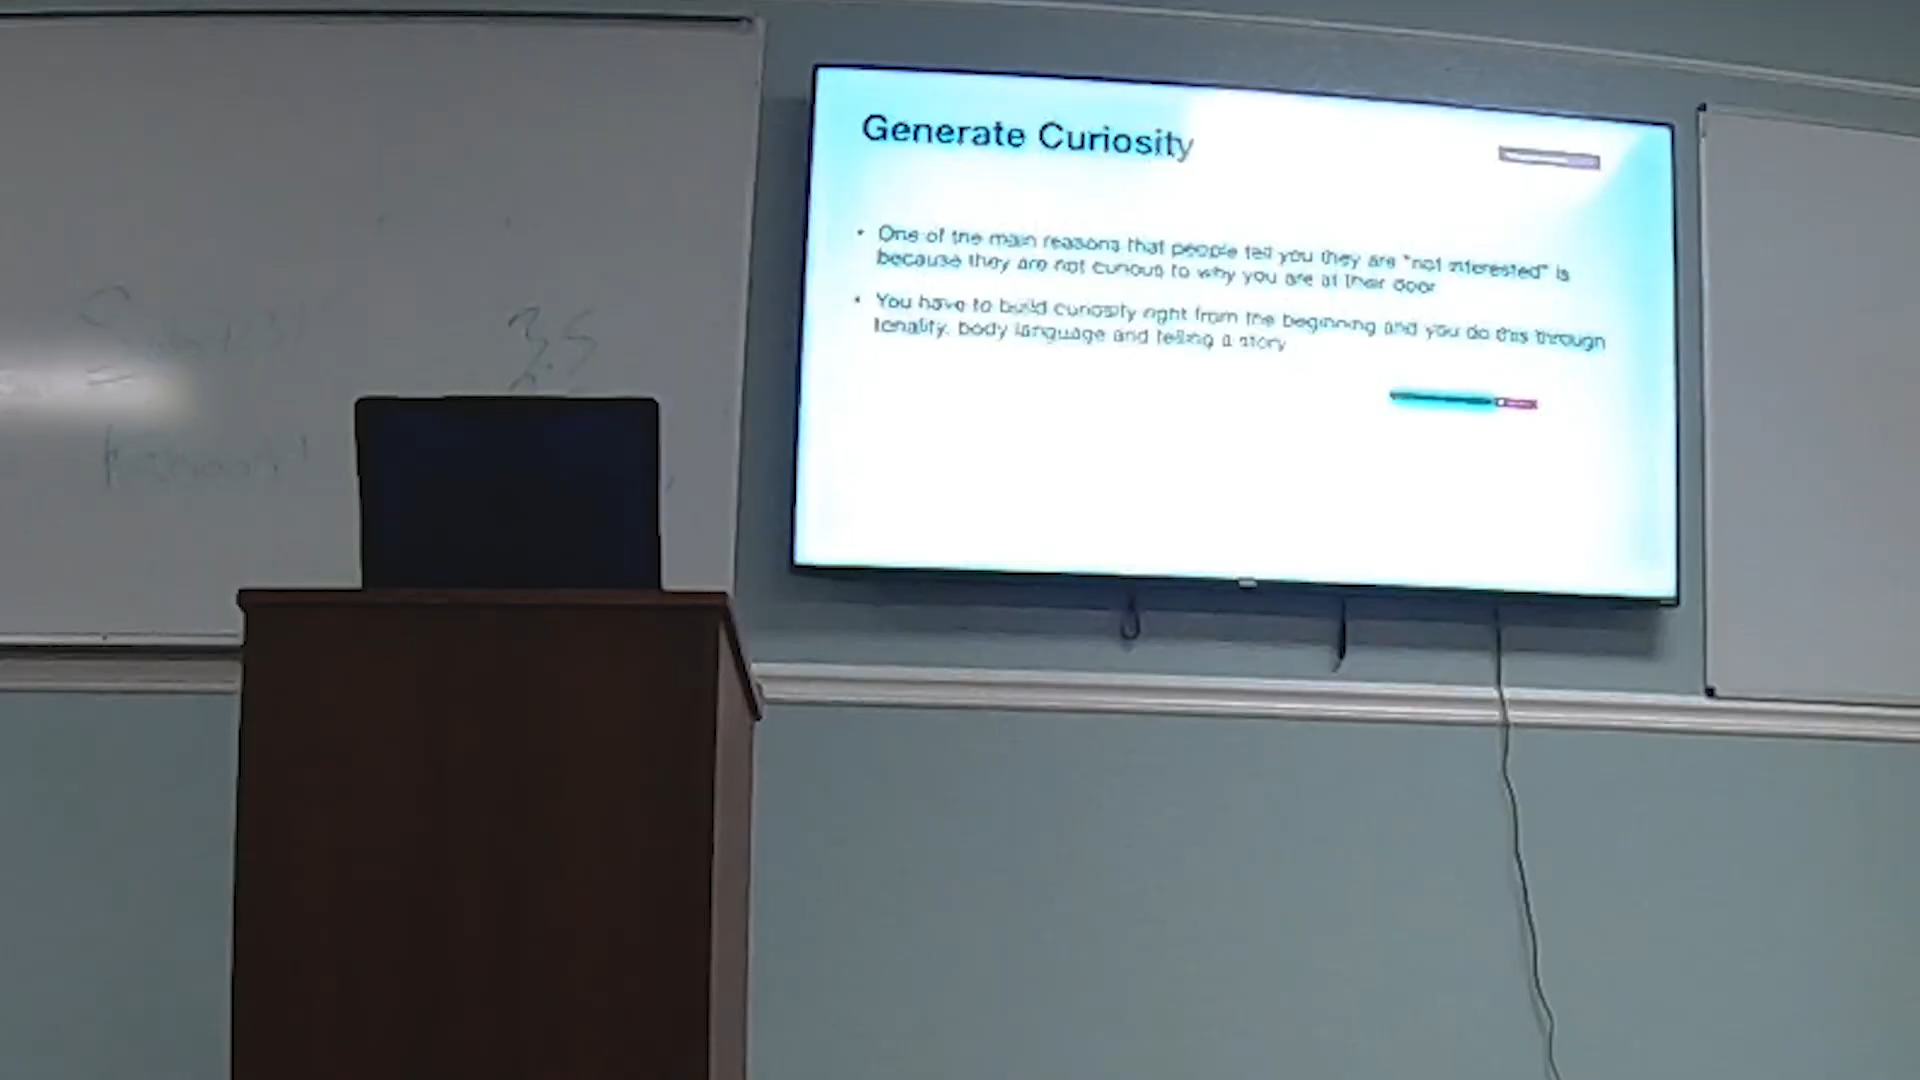 Generate Curiosity
• One of the main reasons that people tell you they are "not interested" is
because they are not curious to why you are at their door
• You have to build curiosity right from the beginning and you do this through
tonality, body language and telling a story
3.5